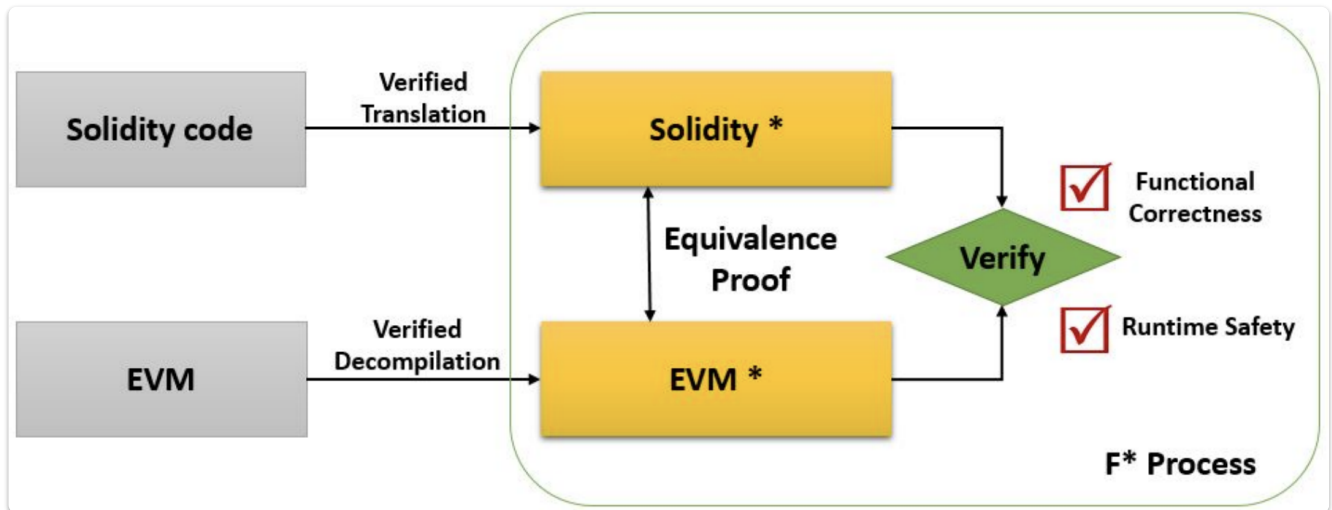 Verified
Translation
Solidity code
Solidity *
Functional
Correctness
Equivalence
Proof
Verify
Verified
Decompilation
Runtime Safety
EVM
EVM *
F* Process